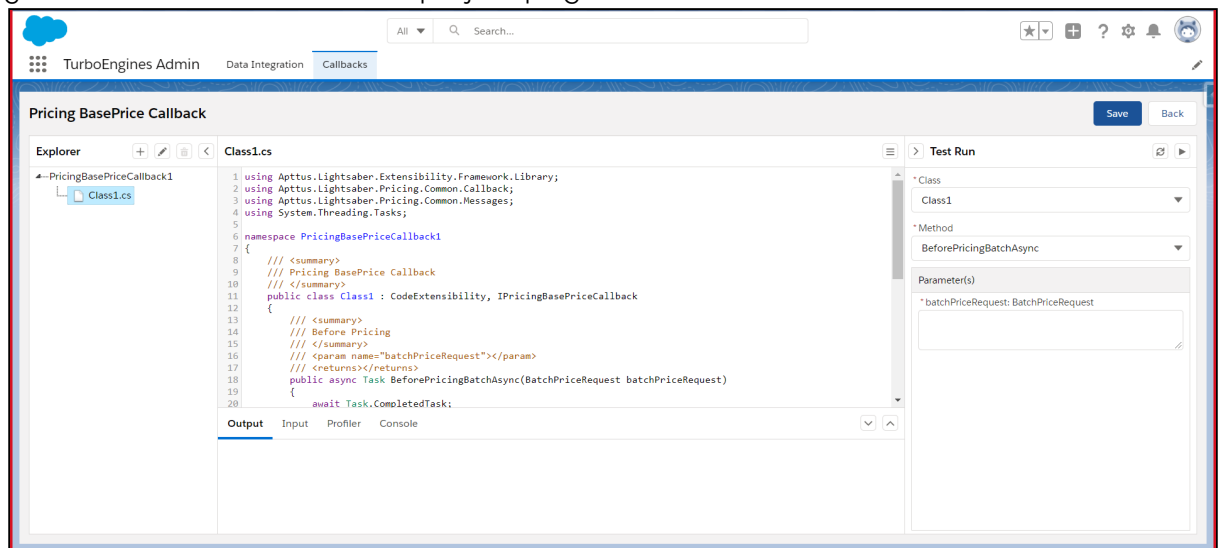 All
Search...
TurboEngines Admin
Data Integration
Callbacks
Pricing BasePrice Callback
Save
Back
Explorer
Class1.cs
Test Run
PricingBasePriceCallback1
Class1.cs
1 using Apttus.Lightsaber.Extensibility.Framework.Library;
2 using Apttus.Lightsaber.Pricing.Common.Callback;
3 using Apttus.Lightsaber.Pricing.Common.Messages;
4 using System.Threading.Tasks;
5
6 namespace PricingBasePriceCallback1
7 {
8 /// <summary>
9 /// Pricing BasePrice Callback
10 /// </summary>
11 public class Class1 : CodeExtensibility, IPricingBasePriceCallback
12 {
13 /// <summary>
14 /// Before Pricing
15 /// </summary>
16 /// <param name="batchPriceRequest"></param>
17 /// <returns></returns>
18 public async Task BeforePricingBatchAsync(BatchPriceRequest batchPriceRequest)
19 {
20 await Task.CompletedTask;
Output Input Profiler Console
*Class
Class1
*Method
BeforePricingBatchAsync
Parameter(s)
*batchPriceRequest: BatchPriceRequest